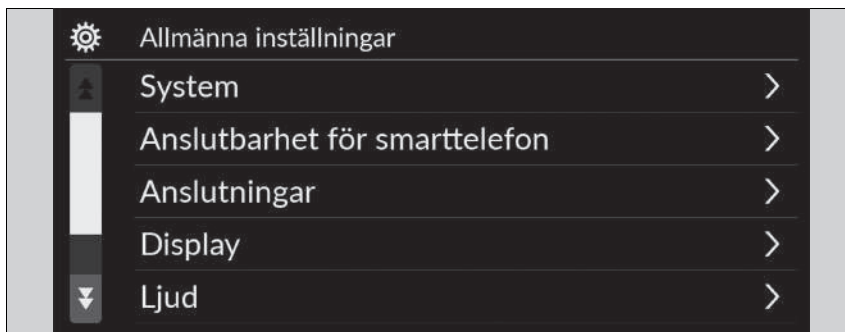 Allmänna inställningar
System
Anslutbarhet för smarttelefon
Anslutningar
Display
Ljud